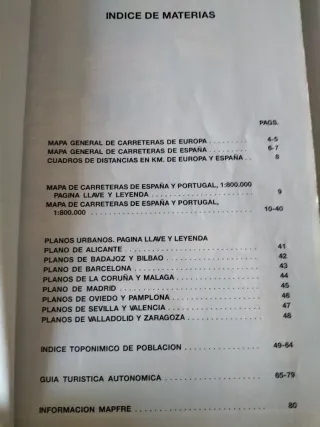 INDICE DE MATERIAS
PAGS.
MAPA GENERAL DE CARRETERAS DE EUROPA . . . . . . . . . 4-5
MAPA GENERAL DE CARRETERAS DE ESPAÑA . . . . . . . . . 6-7
CUADROS DE DISTANCIAS EN KM. DE EUROPA Y ESPAÑA . . 8
MAPA DE CARRETERAS DE ESPAÑA Y PORTUGAL, 1:800.000
PAGINA LLAVE Y LEYENDA . . . . . . . . . . . . . . . . . 9
MAPA DE CARRETERAS DE ESPAÑA Y PORTUGAL,
1:800.000 . . . . . . . . . . . . . . . . . . . . . . . . 10-40
PLANOS URBANOS. PAGINA LLAVE Y LEYENDA
PLANO DE ALICANTE . . . . . . . . . . . . . . . . . . . . 41
PLANOS DE BADAJOZ Y BILBAO . . . . . . . . . . . . . . . 42
PLANO DE BARCELONA . . . . . . . . . . . . . . . . . . . 43
PLANOS DE LA CORUÑA Y MALAGA . . . . . . . . . . . . . 44
PLANO DE MADRID . . . . . . . . . . . . . . . . . . . . . 45
PLANOS DE OVIEDO Y PAMPLONA . . . . . . . . . . . . . . 46
PLANOS DE SEVILLA Y VALENCIA . . . . . . . . . . . . . . 47
PLANOS DE VALLADOLID Y ZARAGOZA . . . . . . . . . . . . 48
INDICE TOPONIMICO DE POBLACION . . . . . . . . . . . . . 49-64
GUIA TURISTICA AUTONOMICA . . . . . . . . . . . . . . . . 65-79
INFORMACION MAPFRE . . . . . . . . . . . . . . . . . . . . 80